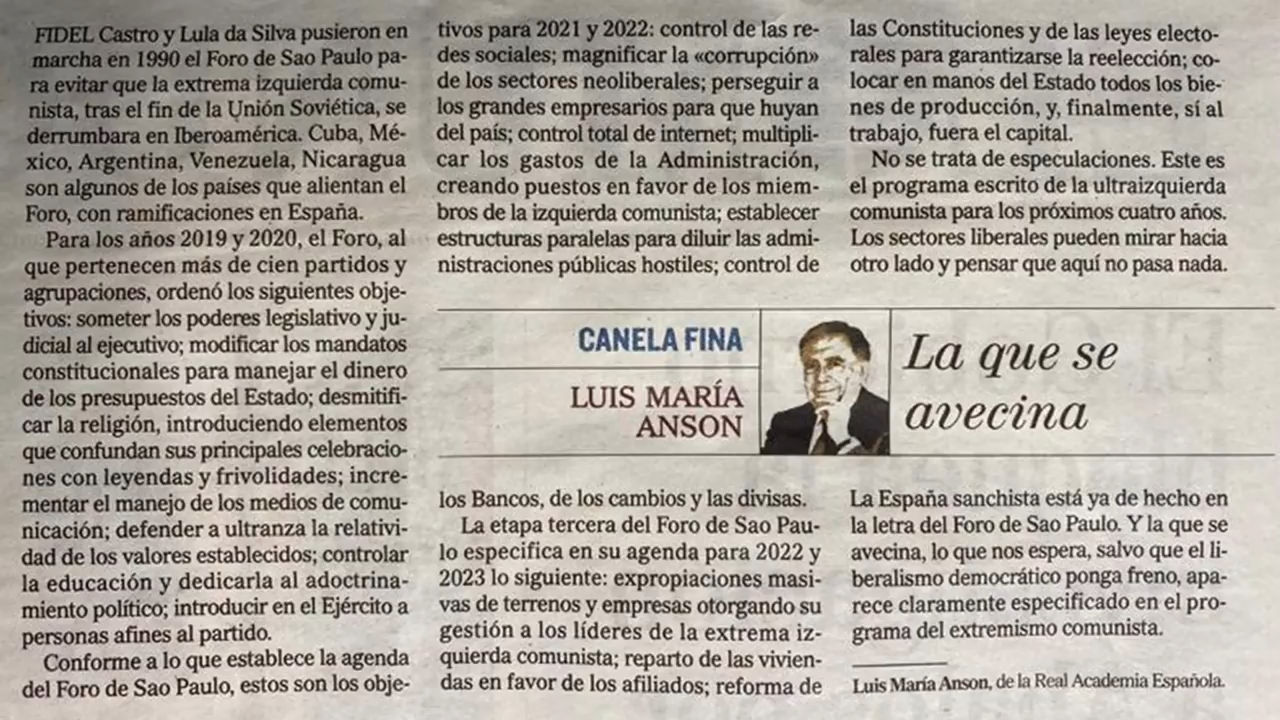 FIDEL Castro y Lula da Silva pusieron en
marcha en 1990 el Foro de Sao Paulo pa-
ra evitar que la extrema izquierda comu-
nista, tras el fin de la Unión Soviética, se
derrumbara en Iberoamérica. Cuba, Mé-
xico, Argentina, Venezuela, Nicaragua
son algunos de los países que alientan el
Foro, con ramificaciones en España.
Para los años 2019 y 2020, el Foro, al
que pertenecen más de cien partidos y
agrupaciones, ordenó los siguientes obje-
tivos: someter los poderes legislativo y ju-
dicial al ejecutivo; modificar los mandatos
constitucionales para manejar el dinero
de los presupuestos del Estado; desmitifi-
car la religión, introduciendo elementos
que confundan sus principales celebracio-
nes con leyendas y frivolidades; incre-
mentar el manejo de los medios de comu-
nicación; defender a ultranza la relativi-
dad de los valores establecidos; controlar
la educación y dedicarla al adoctrina-
miento político; introducir en el Ejército a
personas afines al partido.
Conforme a lo que establece la agenda
del Foro de Sao Paulo, estos son los obje-
tivos para 2021 y 2022: control de las re-
des sociales; magnificar la «corrupción»
de los sectores neoliberales; perseguir a
los grandes empresarios para que huyan
del país; control total de internet; multipli-
car los gastos de la Administración,
creando puestos en favor de los miem-
bros de la izquierda comunista; establecer
estructuras paralelas para diluir las admi-
nistraciones públicas hostiles; control de
los Bancos, de los cambios y las divisas.
La etapa tercera del Foro de Sao Pau-
lo especifica en su agenda para 2022 y
2023 lo siguiente: expropiaciones masi-
vas de terrenos y empresas otorgando su
gestión a los líderes de la extrema iz-
quierda comunista; reparto de las vivien-
das en favor de los afiliados; reforma de
las Constituciones y de las leyes electo-
rales para garantizarse la reelección; co-
locar en manos del Estado todos los bie-
nes de producción, y, finalmente, sí al
trabajo, fuera el capital.
No se trata de especulaciones. Este es
el programa escrito de la ultraizquierda
comunista para los próximos cuatro años.
Los sectores liberales pueden mirar hacia
otro lado y pensar que aquí no pasa nada.
La España sanchista está ya de hecho en
la letra del Foro de Sao Paulo. Y la que se
avecina, lo que nos espera, salvo que el li-
beralismo democrático ponga freno, apa-
rece claramente especificado en el pro-
grama del extremismo comunista.
Luis María Anson, de la Real Academia Española.
CANELA FINA
LUIS MARÍA
ANSON
La que se
avecina